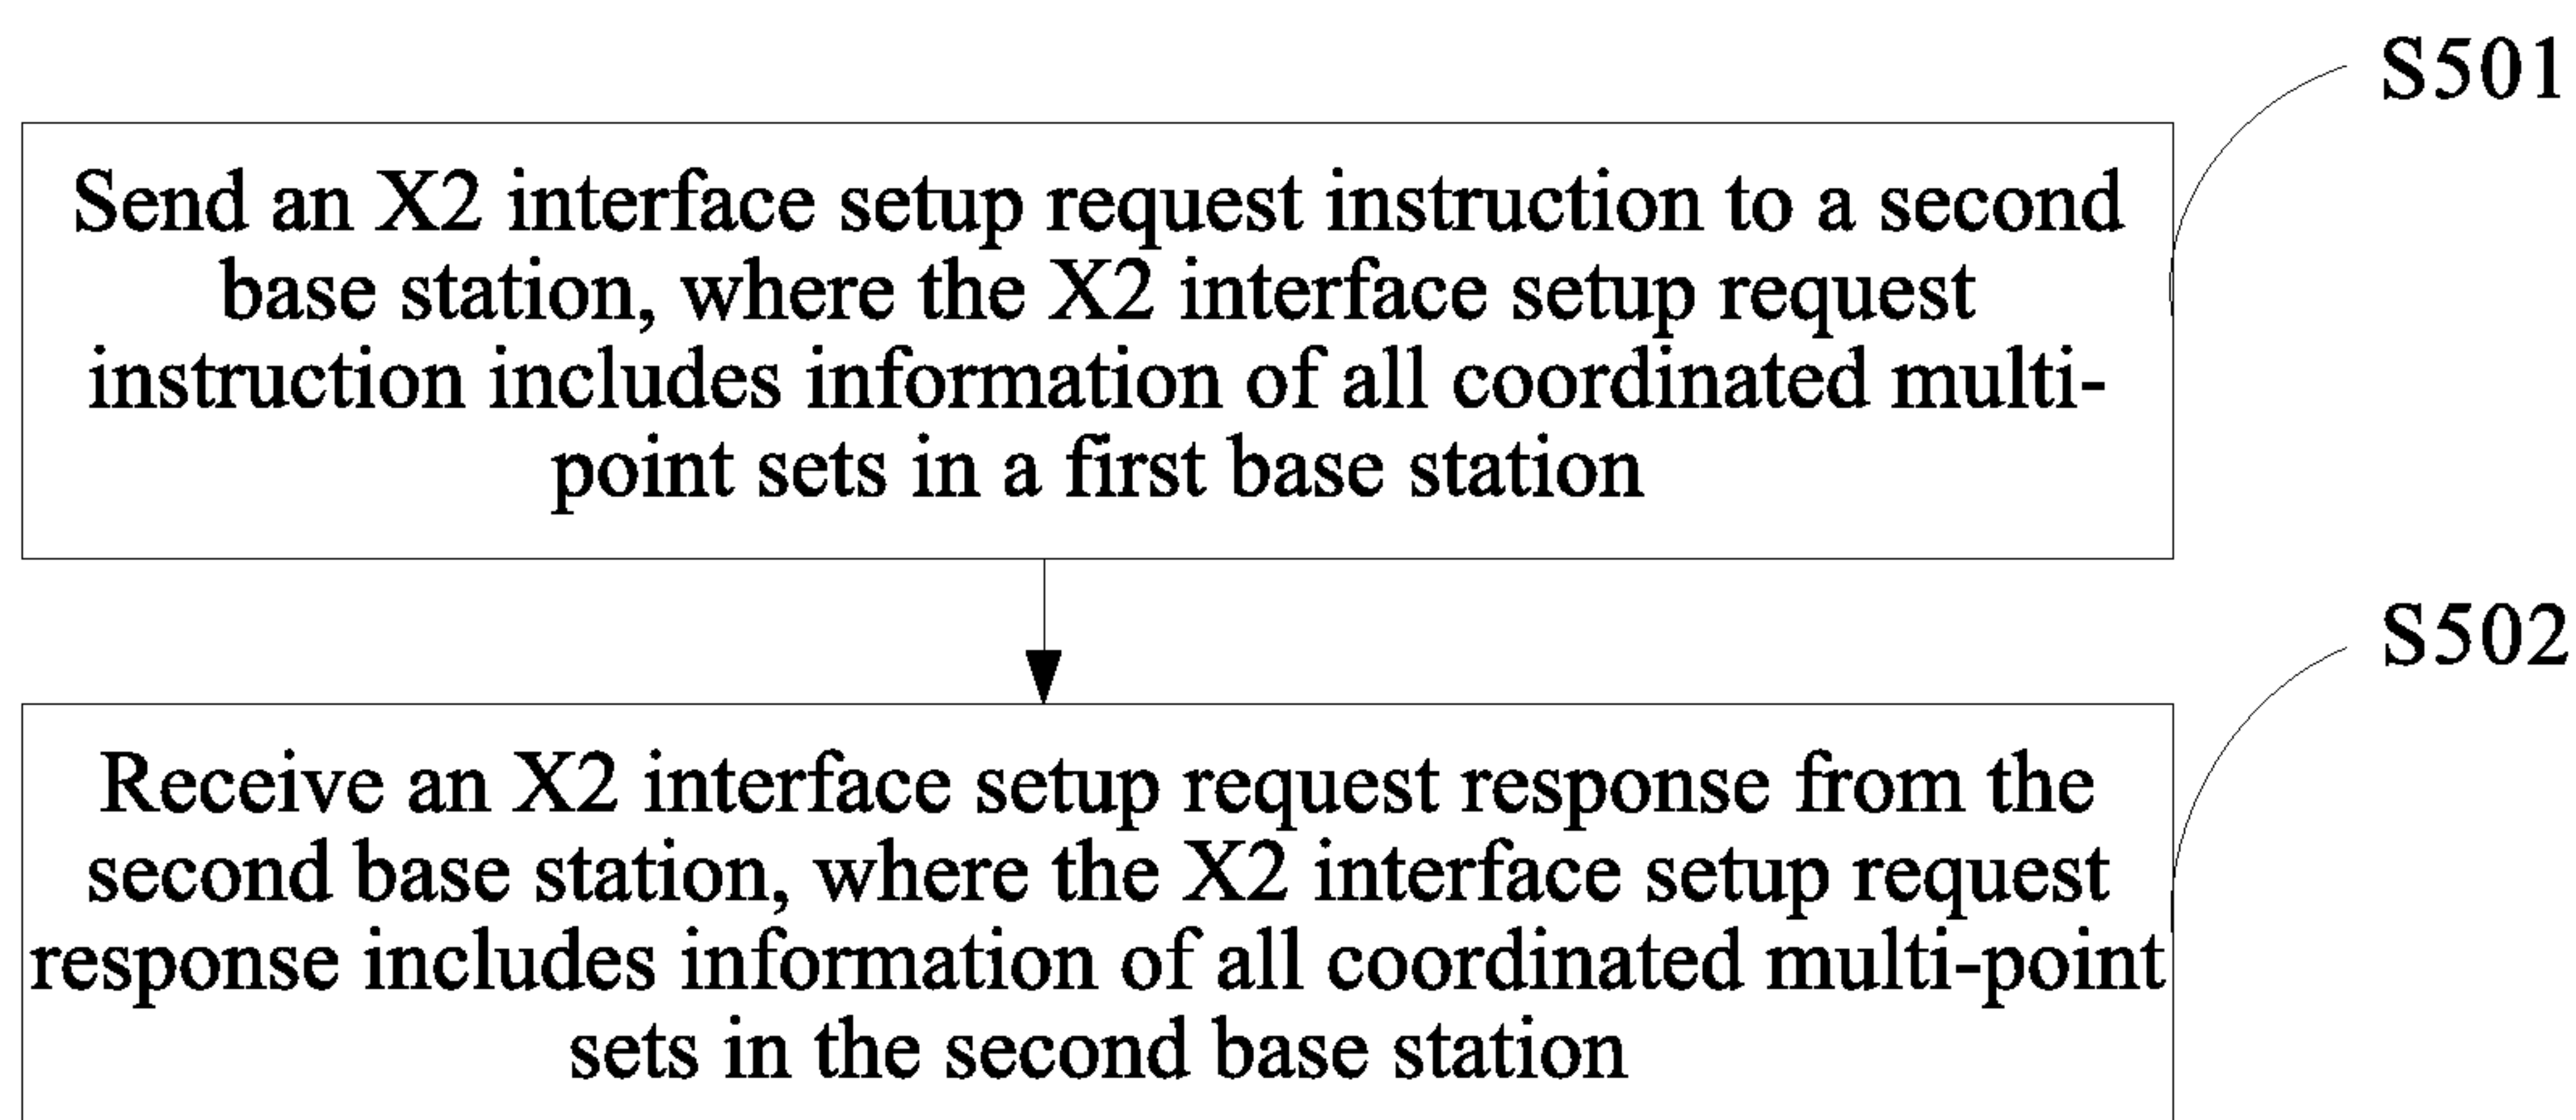 S501
Send an X2 interface setup request instruction to a second
base station, where the X2 interface setup request
instruction includes information of all coordinated multi-
point sets in a first base station
S502
Receive an X2 interface setup request response from the
second base station, where the X2 interface setup request
response includes information of all coordinated multi-point
sets in the second base station